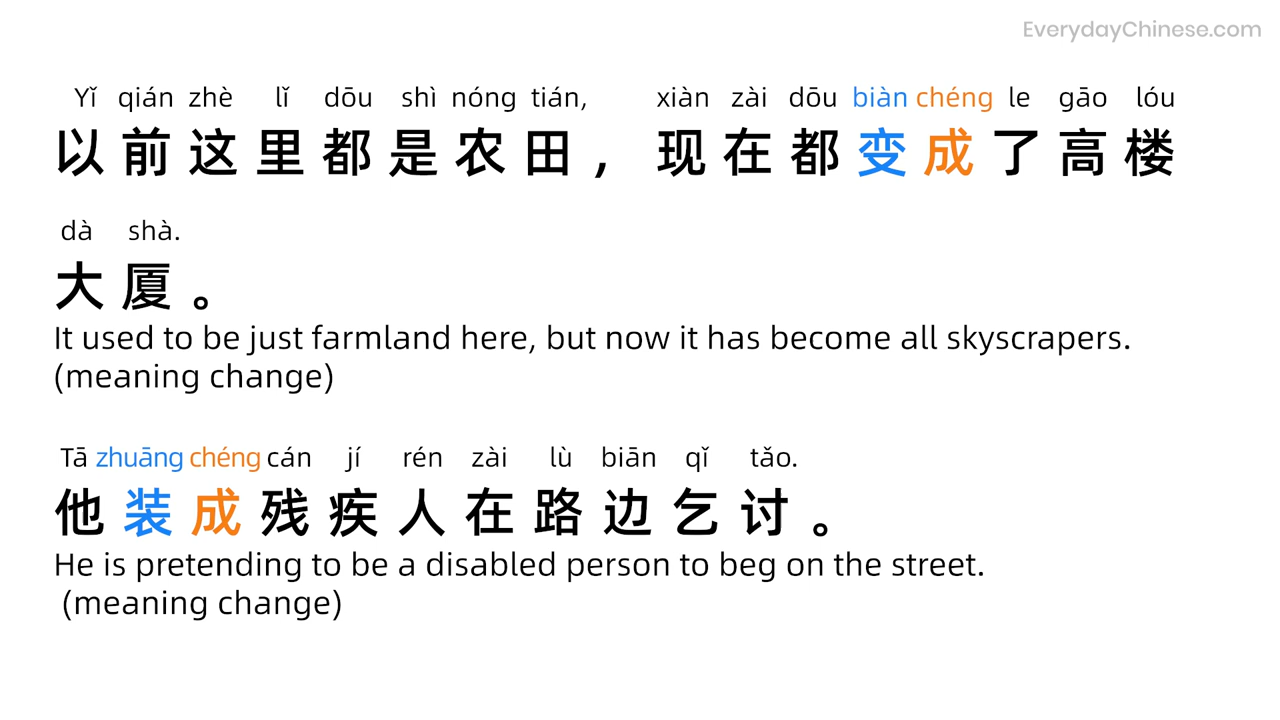 EverydayChinese.com
Yǐ qián zhè lǐ dōu shì nóng tián, xiàn zài dōu biàn chéng le gāo lóu
以前这里都是农田，现在都变成了高楼
dà shà.
大厦。
It used to be just farmland here, but now it has become all skyscrapers.
(meaning change)
Tā zhuāng chéng cán jí rén zài lù biān qǐ tǎo.
他装成残疾人在路边乞讨。
He is pretending to be a disabled person to beg on the street.
(meaning change)